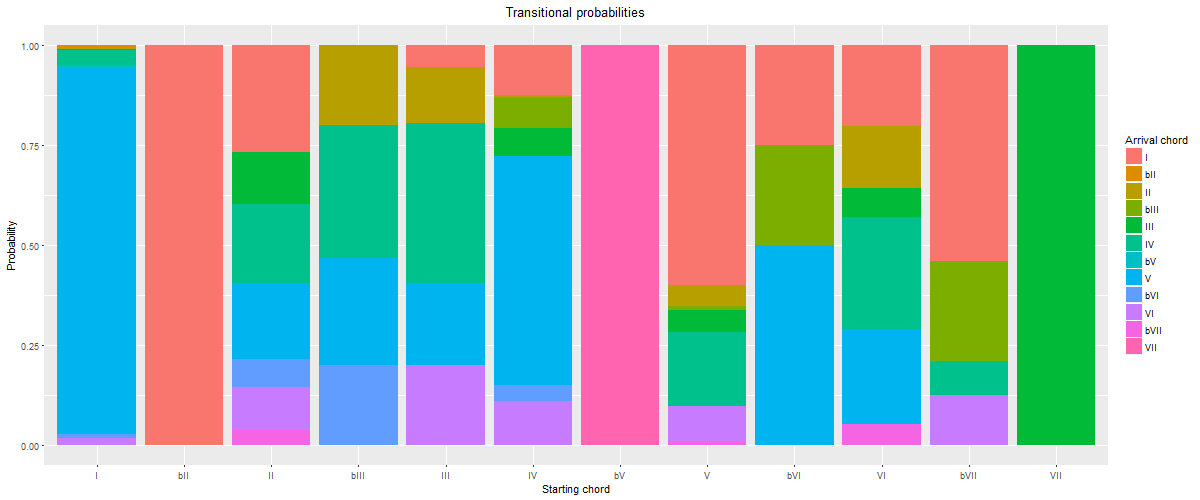 Transitional probabilities
Probability
1.00
0.75
0.50
0.25
0.00
I
bII
II
bIII
III
IV
bV
V
bVI
VI
bVII
VII
Starting chord
Arrival chord
I
bII
II
bIII
III
IV
bV
V
bVI
VI
bVII
VII